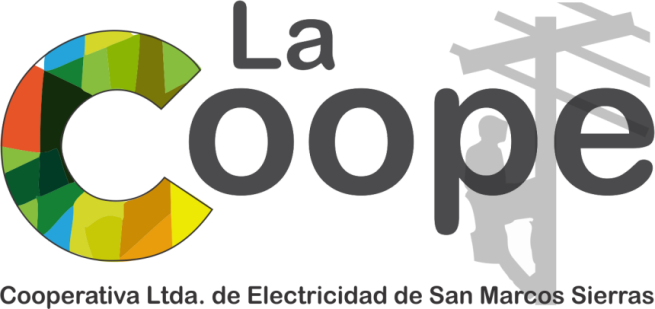 La
Coope
Cooperativa Ltda. de Electricidad de San Marcos Sierras